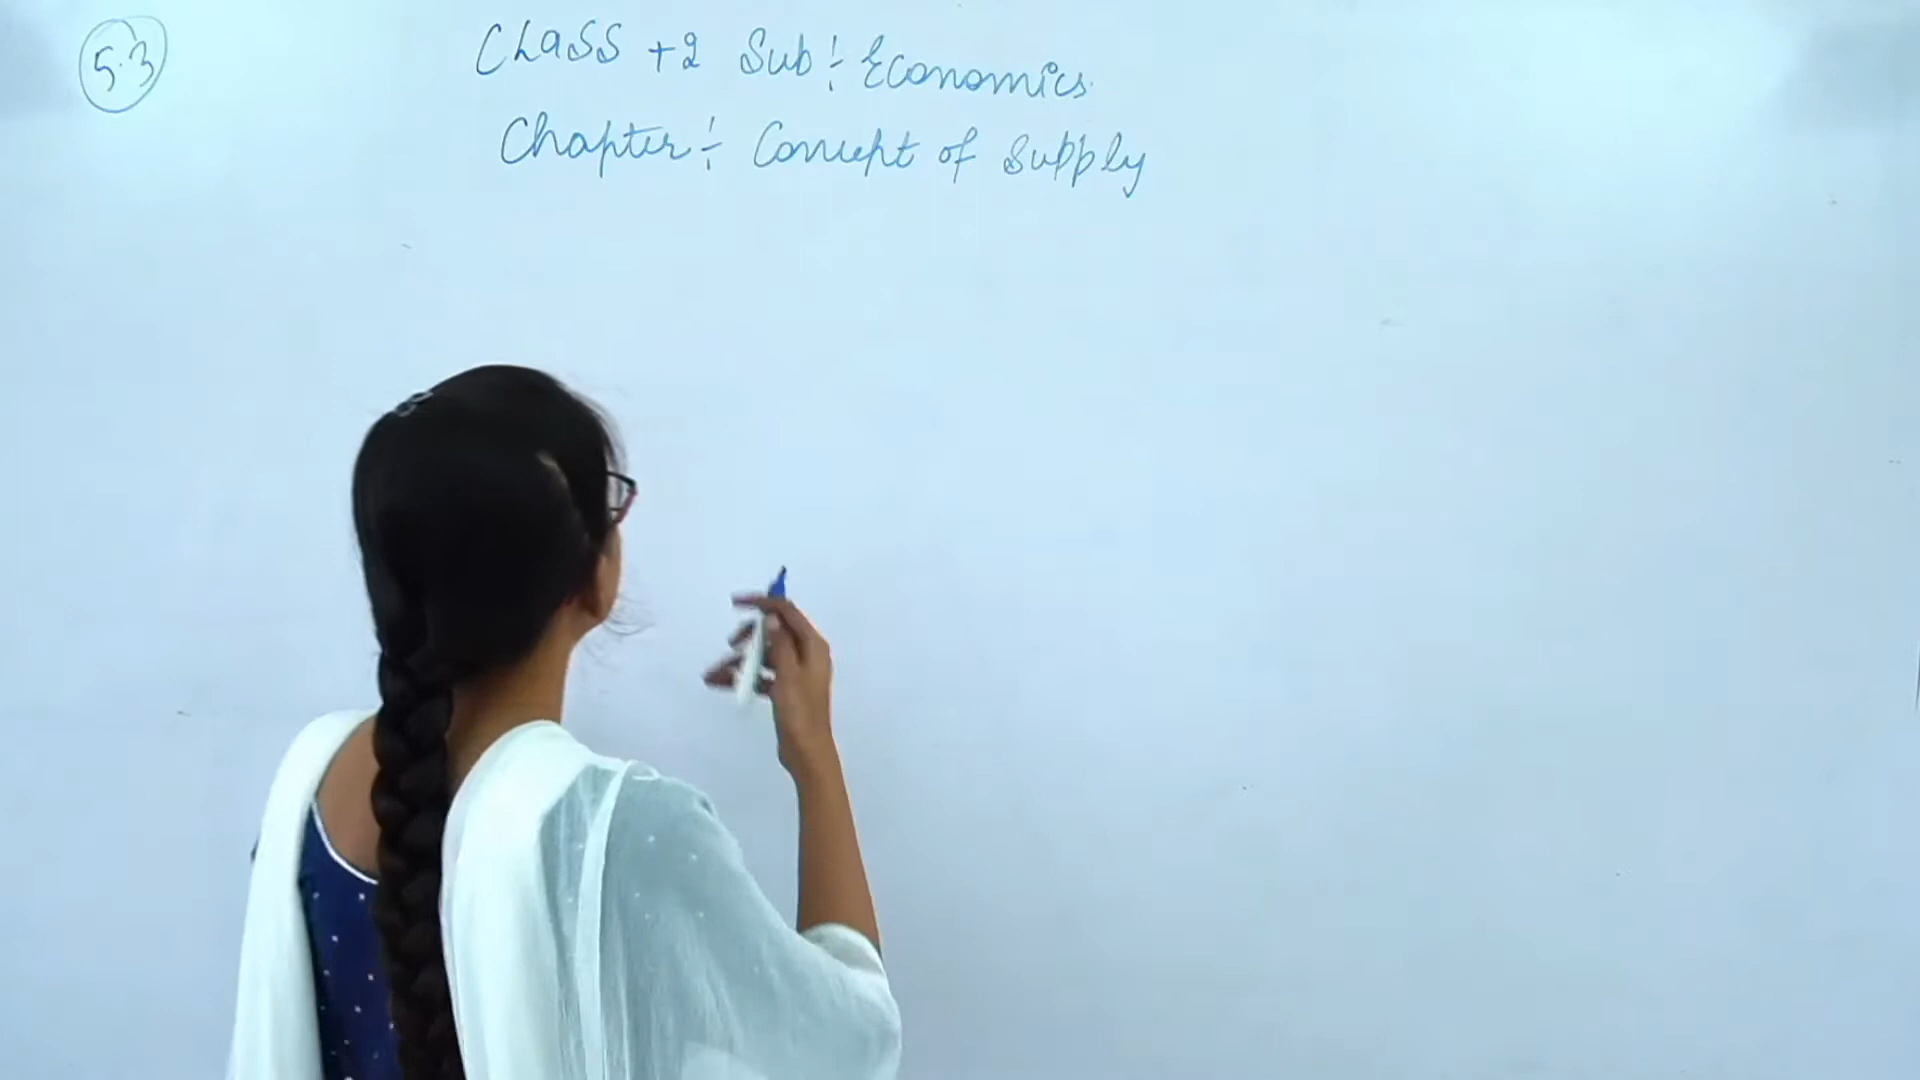 5.3
Class +2 Sub:- Economics.
Chapter:- Concept of Supply